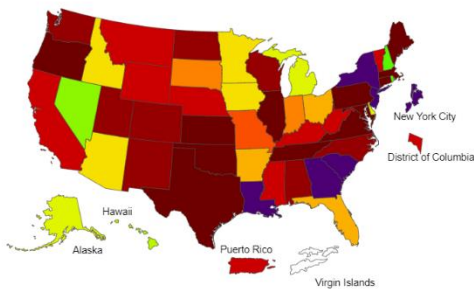 New York City
District of Columbia
Hawaii
Alaska
Puerto Rico
Virgin Islands